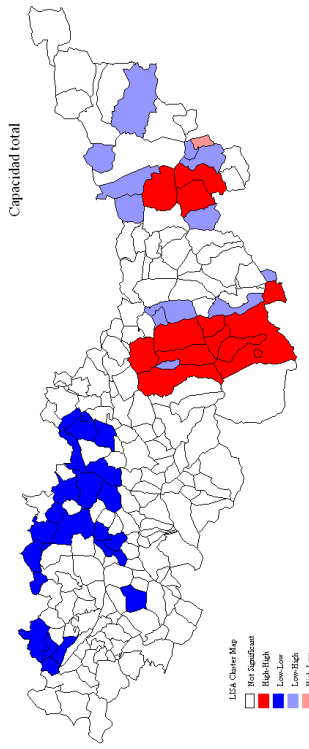 Capacidad total
LISA Cluster Map
Not Significant
High-High
Low-Low
Low-High